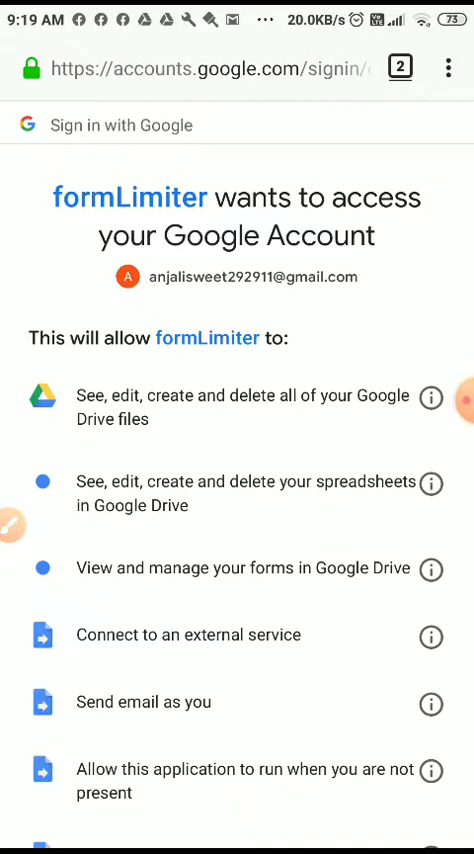 9:19 AM ... 20.0KB/s 73
https://accounts.google.com/signin/ 2
Sign in with Google
formLimiter wants to access
your Google Account
A anjalisweet292911@gmail.com
This will allow formLimiter to:
See, edit, create and delete all of your Google
Drive files
See, edit, create and delete your spreadsheets
in Google Drive
View and manage your forms in Google Drive
Connect to an external service
Send email as you
Allow this application to run when you are not
present